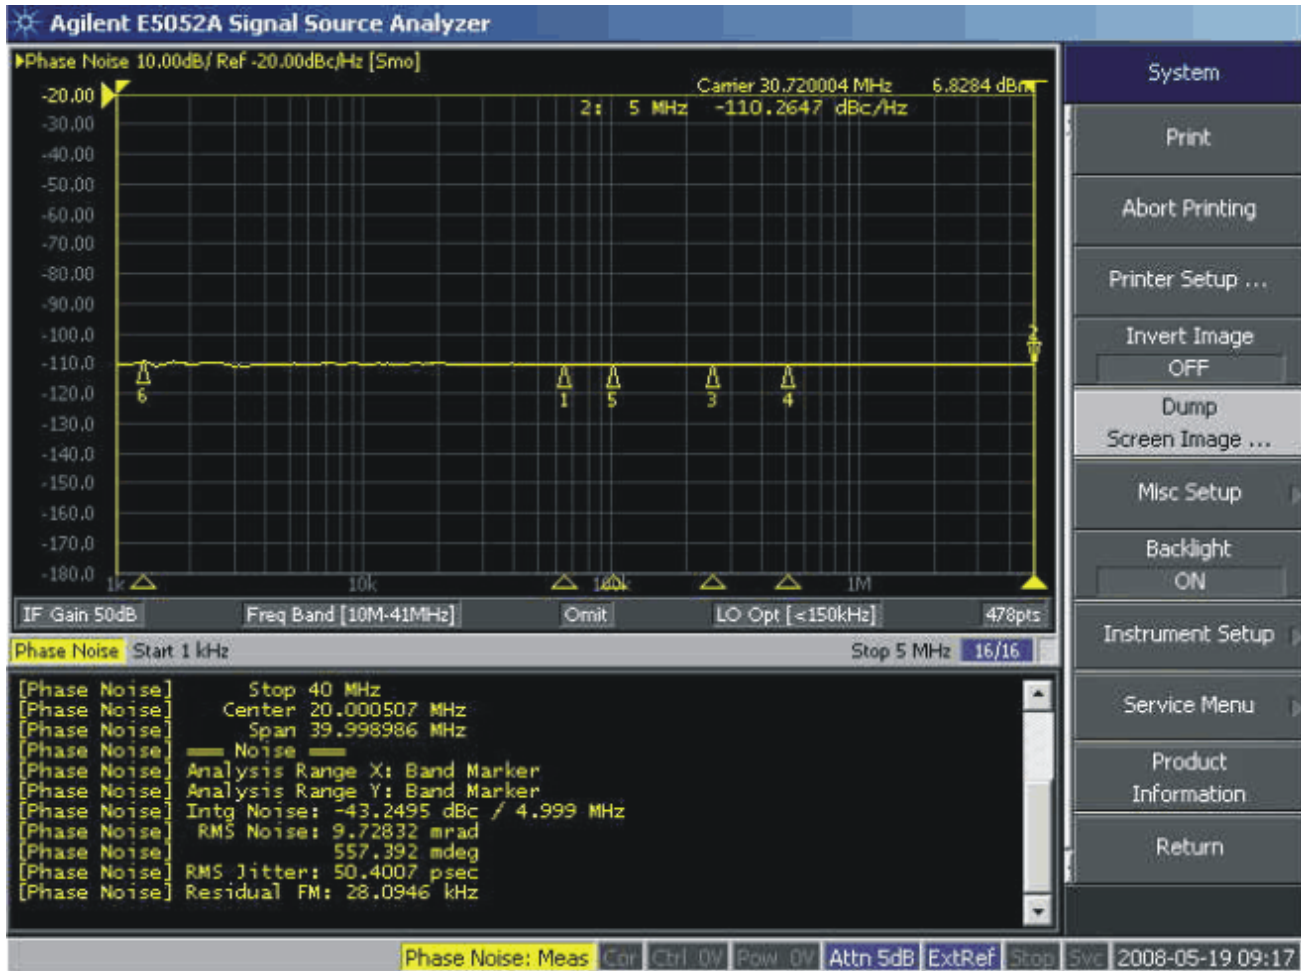 Agilent E5052A Signal Source Analyzer
Phase Noise 10.00dB/ Ref -20.00dBc/Hz [Smo]
Carrier 30.720004 MHz 6.8284 dBm
2: 5 MHz -110.2647 dBc/Hz
-20.00
-30.00
-40.00
-50.00
-60.00
-70.00
-80.00
-90.00
-100.0
-110.0
-120.0
-130.0
-140.0
-150.0
-160.0
-170.0
-180.0
6
1
5
3
4
2
1k
10k
100k
1M
IF Gain 50dB
Freq Band [10M-41MHz]
Omit
LO Opt [<150kHz]
478pts
Phase Noise Start 1 kHz
Stop 5 MHz 16/16
[Phase Noise] Stop 40 MHz
[Phase Noise] Center 20.000507 MHz
[Phase Noise] Span 39.998986 MHz
[Phase Noise] === Noise ===
[Phase Noise] Analysis Range X: Band Marker
[Phase Noise] Analysis Range Y: Band Marker
[Phase Noise] Intg Noise: -43.2495 dBc / 4.999 MHz
[Phase Noise] RMS Noise: 9.72832 mrad
[Phase Noise] 557.392 mdeg
[Phase Noise] RMS Jitter: 50.4007 psec
[Phase Noise] Residual FM: 28.0946 kHz
System
Print
Abort Printing
Printer Setup ...
Invert Image
OFF
Dump
Screen Image ...
Misc Setup
Backlight
ON
Instrument Setup
Service Menu
Product
Information
Return
Phase Noise: Meas Cor Ctrl 0V Pow 0V Attn 5dB ExtRef Stop Svc 2008-05-19 09:17